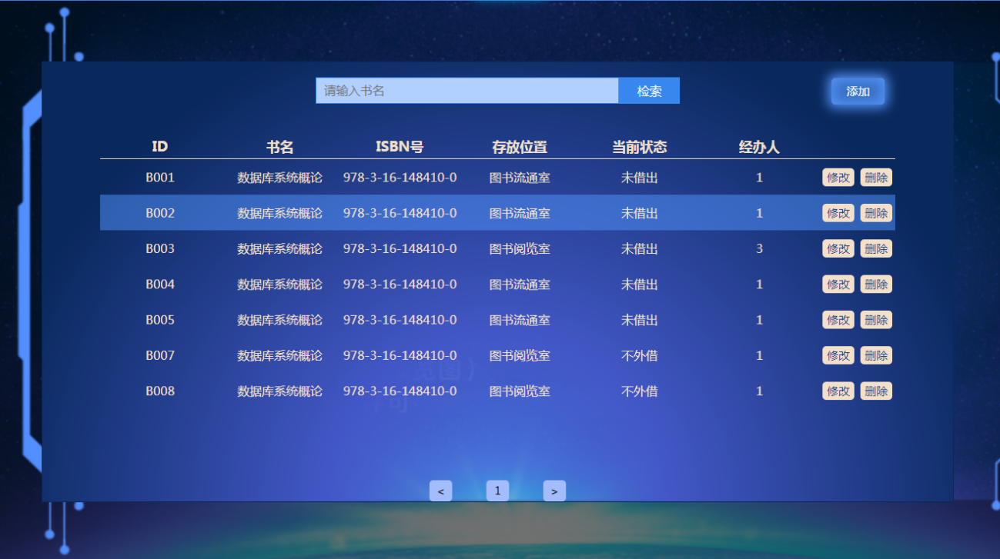 请输入书名 检索 添加
ID 书名 ISBN号 存放位置 当前状态 经办人
B001 数据库系统概论 978-3-16-148410-0 图书流通室 未借出 1 修改 删除
B002 数据库系统概论 978-3-16-148410-0 图书流通室 未借出 1 修改 删除
B003 数据库系统概论 978-3-16-148410-0 图书阅览室 未借出 3 修改 删除
B004 数据库系统概论 978-3-16-148410-0 图书流通室 未借出 1 修改 删除
B005 数据库系统概论 978-3-16-148410-0 图书流通室 未借出 1 修改 删除
B007 数据库系统概论 978-3-16-148410-0 图书阅览室 不外借 1 修改 删除
B008 数据库系统概论 978-3-16-148410-0 图书阅览室 不外借 1 修改 删除
< 1 >